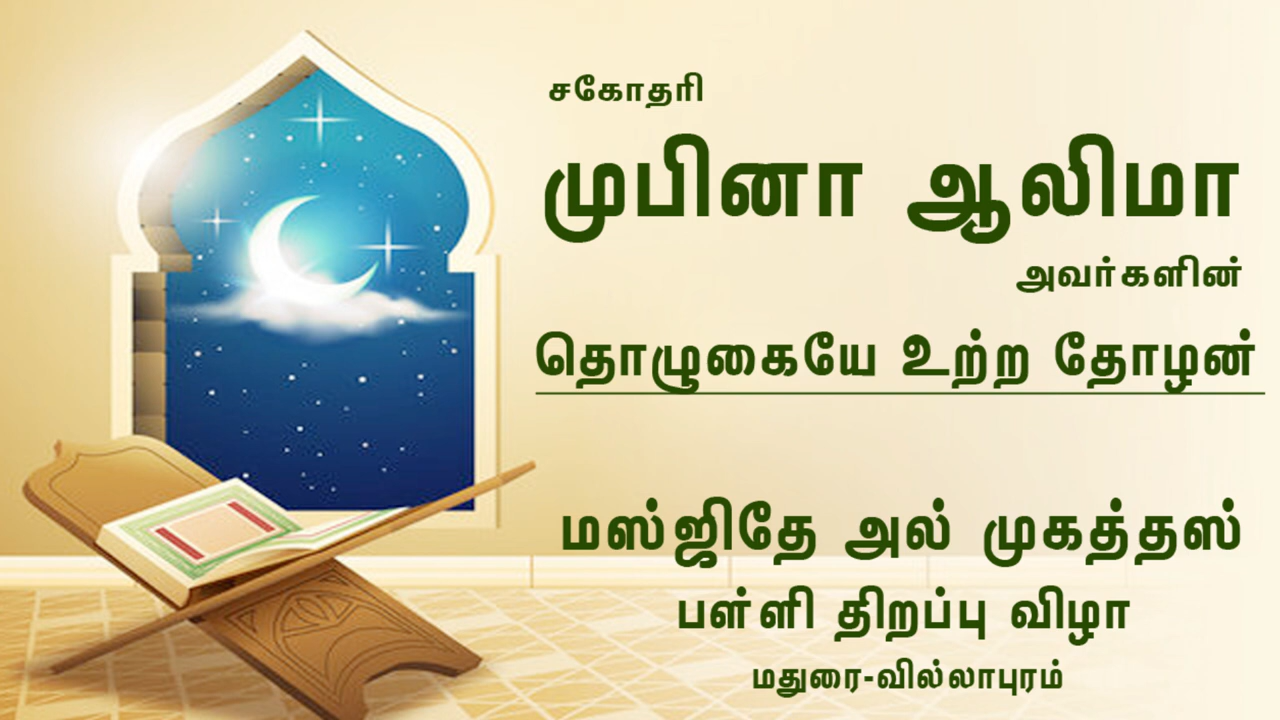 சகோதரி
முபினா ஆலிமா
அவர்களின்
தொழுகையே உற்ற தோழன்
மஸ்ஜிதே அல் முகத்தஸ்
பள்ளி திறப்பு விழா
மதுரை-வில்லாபுரம்